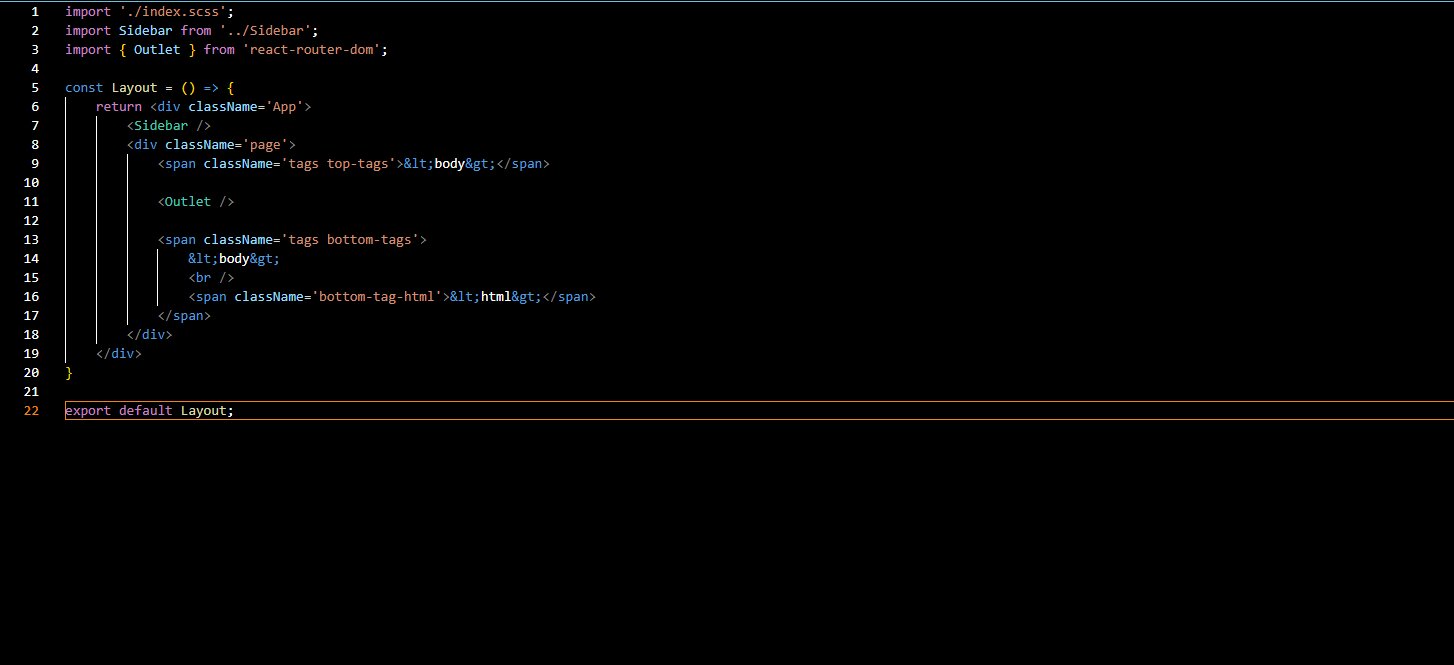 1 import './index.scss';
2 import Sidebar from '../Sidebar';
3 import { Outlet } from 'react-router-dom';
4
5 const Layout = () => {
6     return <div className='App'>
7         <Sidebar />
8         <div className='page'>
9             <span className='tags top-tags'>&lt;body&gt;</span>
10
11             <Outlet />
12
13             <span className='tags bottom-tags'>
14                 &lt;body&gt;
15                 <br />
16                 <span className='bottom-tag-html'>&lt;html&gt;</span>
17             </span>
18         </div>
19     </div>
20 }
21
22 export default Layout;